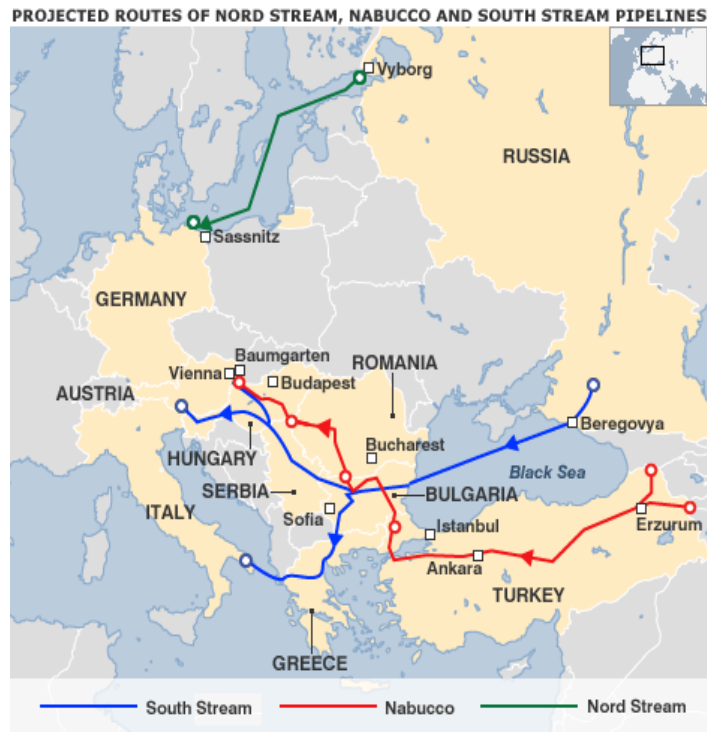 PROJECTED ROUTES OF NORD STREAM, NABUCCO AND SOUTH STREAM PIPELINES
Vyborg
RUSSIA
Sassnitz
GERMANY
Baumgarten
Vienna
ROMANIA
Budapest
AUSTRIA
Beregovya
Bucharest
HUNGARY
Black Sea
SERBIA
BULGARIA
ITALY
Sofia
Istanbul
Erzurum
Ankara
TURKEY
GREECE
South Stream
Nabucco
Nord Stream